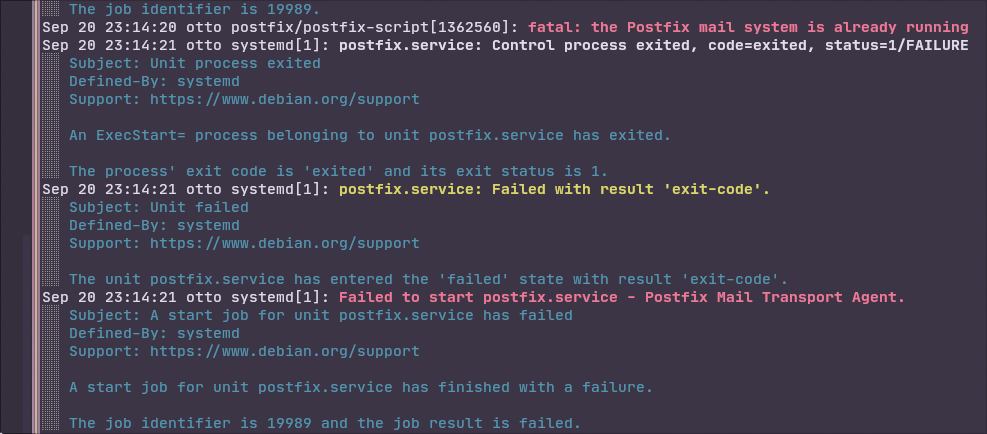 The job identifier is 19989.
Sep 20 23:14:20 otto postfix/postfix-script[1362560]: fatal: the Postfix mail system is already running
Sep 20 23:14:21 otto systemd[1]: postfix.service: Control process exited, code=exited, status=1/FAILURE
Subject: Unit process exited
Defined-By: systemd
Support: https://www.debian.org/support
An ExecStart= process belonging to unit postfix.service has exited.
The process' exit code is 'exited' and its exit status is 1.
Sep 20 23:14:21 otto systemd[1]: postfix.service: Failed with result 'exit-code'.
Subject: Unit failed
Defined-By: systemd
Support: https://www.debian.org/support
The unit postfix.service has entered the 'failed' state with result 'exit-code'.
Sep 20 23:14:21 otto systemd[1]: Failed to start postfix.service - Postfix Mail Transport Agent.
Subject: A start job for unit postfix.service has failed
Defined-By: systemd
Support: https://www.debian.org/support
A start job for unit postfix.service has finished with a failure.
The job identifier is 19989 and the job result is failed.